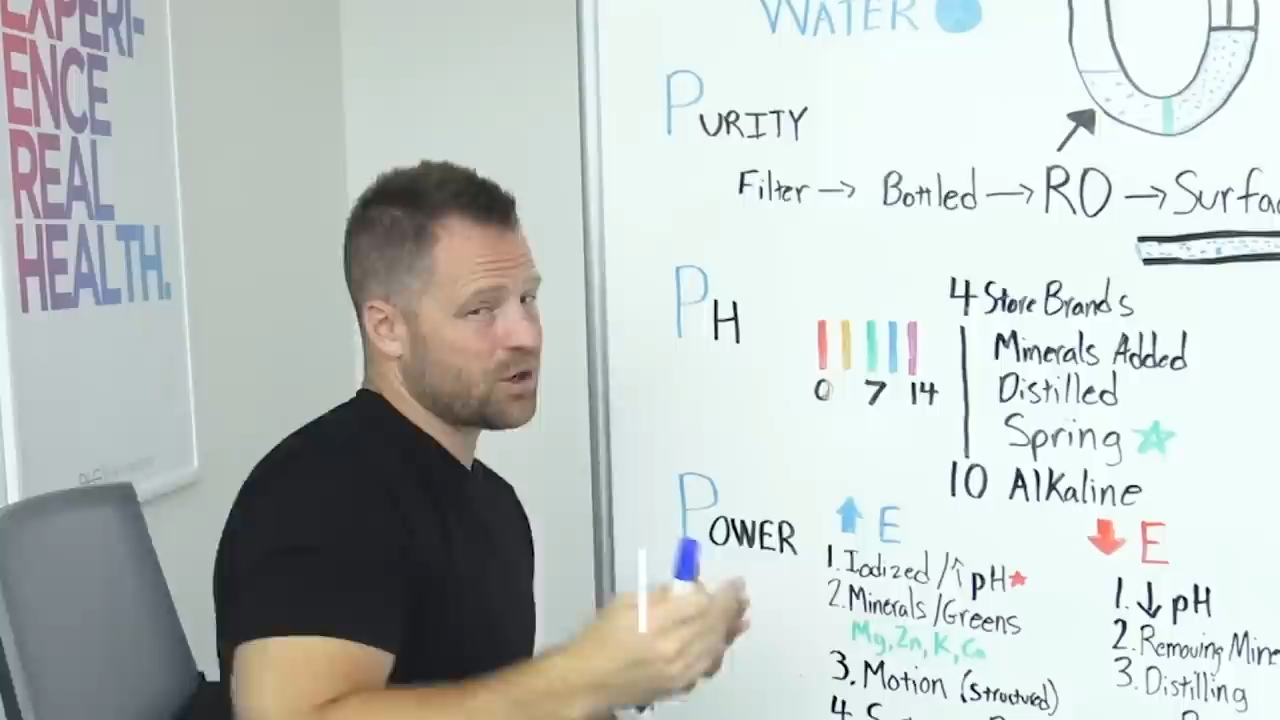 EXPERI-
ENCE
REAL
HEALTH.
WATER
PURITY
Filter → Bottled → RO →
PH
0 7 14
4 Store Brands
Minerals Added
Distilled
Spring
10 Alkaline
POWER
↑ E
1. Iodized/↑ pH
2. Minerals/Greens
Mg, Zn, K, Ca
3. Motion (structured)
4.
↓ E
1. ↓ pH
2. Removing
3. Distilling